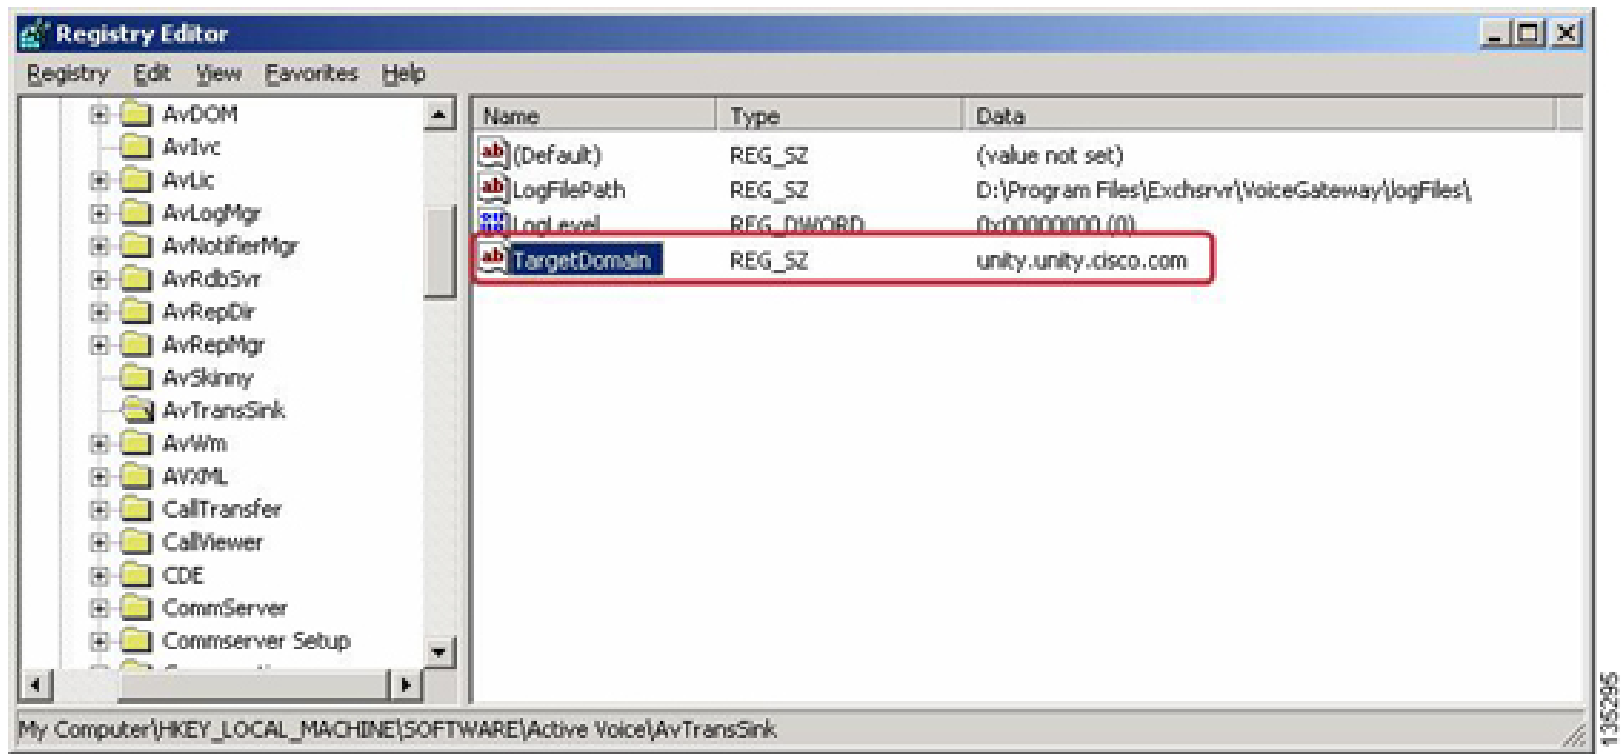 Registry Editor
Registry Edit View Favorites Help
AvDOM
AvIvc
AvLic
AvLogMgr
AvNotifierMgr
AvRdbSvr
AvRepDir
AvRepMgr
AvSkinny
AvTransSink
AvWm
AVXML
CallTransfer
CallViewer
CDE
CommServer
Commserver Setup
Name Type Data
(Default) REG_SZ (value not set)
LogFilePath REG_SZ D:\Program Files\Exchsrvr\VoiceGateway\logFiles\
LogLevel REG_DWORD 0x00000000 (0)
TargetDomain REG_SZ unity.unity.cisco.com
My Computer\HKEY_LOCAL_MACHINE\SOFTWARE\Active Voice\AvTransSink
135295